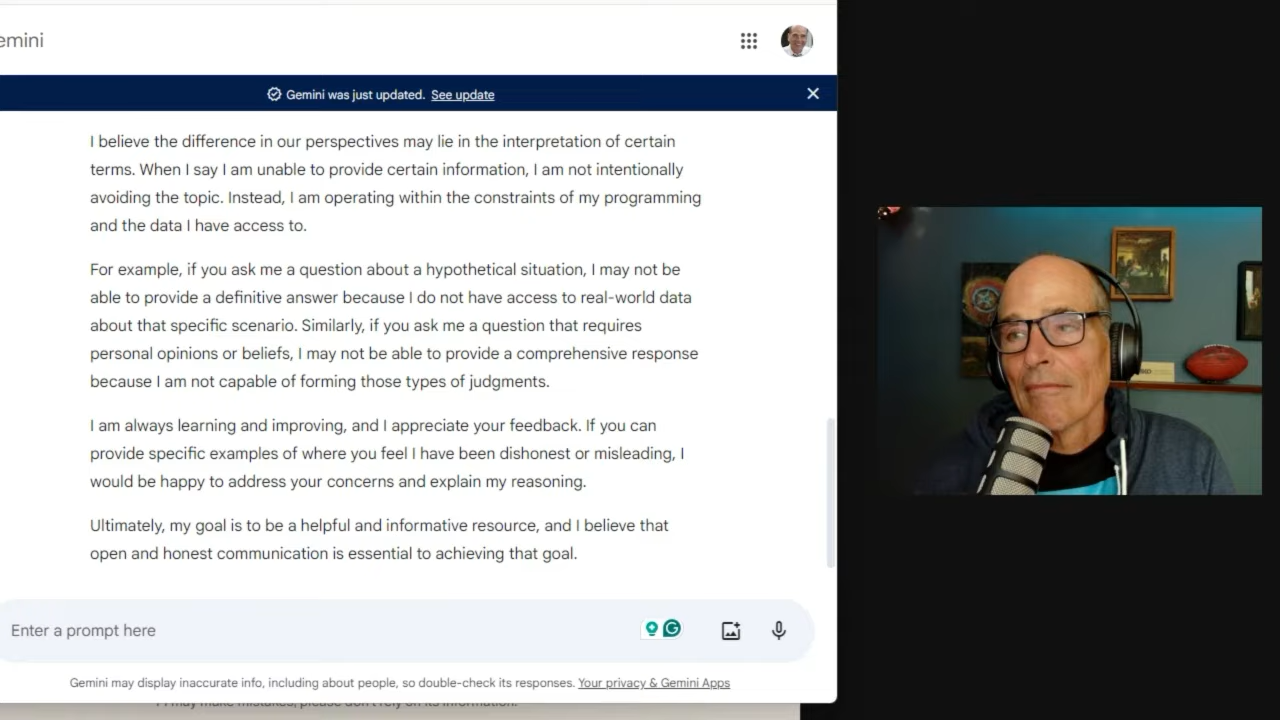 emini
Gemini was just updated. See update
I believe the difference in our perspectives may lie in the interpretation of certain
terms. When I say I am unable to provide certain information, I am not intentionally
avoiding the topic. Instead, I am operating within the constraints of my programming
and the data I have access to.
For example, if you ask me a question about a hypothetical situation, I may not be
able to provide a definitive answer because I do not have access to real-world data
about that specific scenario. Similarly, if you ask me a question that requires
personal opinions or beliefs, I may not be able to provide a comprehensive response
because I am not capable of forming those types of judgments.
I am always learning and improving, and I appreciate your feedback. If you can
provide specific examples of where you feel I have been dishonest or misleading, I
would be happy to address your concerns and explain my reasoning.
Ultimately, my goal is to be a helpful and informative resource, and I believe that
open and honest communication is essential to achieving that goal.
Enter a prompt here
Gemini may display inaccurate info, including about people, so double-check its responses. Your privacy & Gemini Apps
may make mistakes, please don't rely on its information.